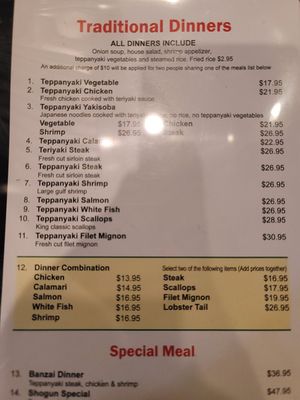 Traditional Dinners
ALL DINNERS INCLUDE
Onion soup, house salad, shrimp appetizer,
teppanyaki vegetables and steamed rice. Fried rice $2.95
An additional charge of $10 will be applied for two people sharing one of the meals list below
1. Teppanyaki Vegetable $17.95
2. Teppanyaki Chicken $21.95
Fresh chicken cooked with teriyaki sauce
3. Teppanyaki Yakisoba
Japanese noodles cooked with no rice, no teppanyaki vegetables
Vegetable $17.95 Chicken $21.95
Shrimp $26.95 Steak $26.95
4. Teppanyaki Calamari $22.95
5. Teriyaki Steak $26.95
Fresh cut sirloin steak
6. Teppanyaki Steak $26.95
Fresh cut sirloin steak
7. Teppanyaki Shrimp $26.95
Large gulf shrimp
8. Teppanyaki Salmon $26.95
9. Teppanyaki White Fish $26.95
10. Teppanyaki Scallops $28.95
King classic scallops
11. Teppanyaki Filet Mignon $30.95
Fresh cut filet mignon
12. Dinner Combination Select two of the following items (Add prices together)
Chicken $13.95 Steak $16.95
Calamari $14.95 Scallops $17.95
Salmon $16.95 Filet Mignon $19.95
White Fish $16.95 Lobster Tail $26.95
Shrimp $16.95
Special Meal
13. Banzai Dinner $36.95
Teppanyaki steak, chicken & shrimp
14. Shogun Special $47.95